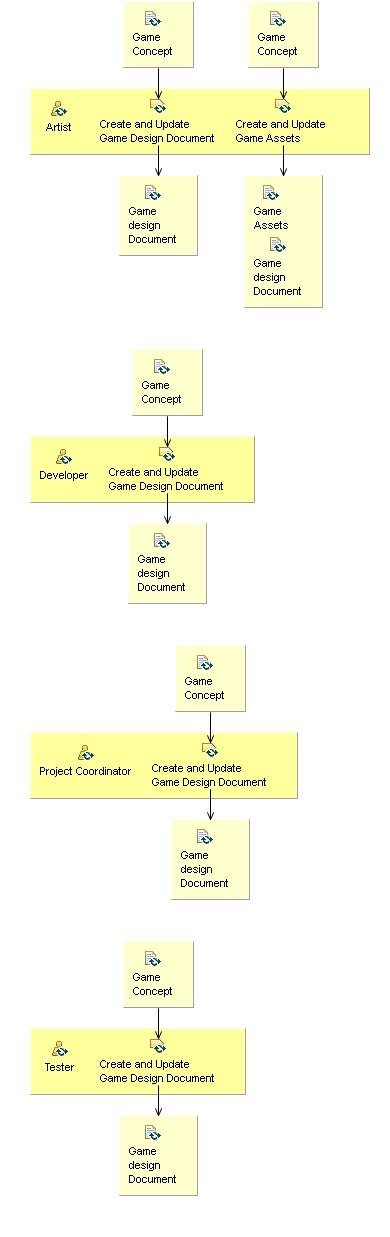 Game
Concept
Game
Concept
Artist
Create and Update
Game Design Document
Create and Update
Game Assets
Game
design
Document
Game
Assets
Game
design
Document
Game
Concept
Developer
Create and Update
Game Design Document
Game
design
Document
Game
Concept
Project Coordinator
Create and Update
Game Design Document
Game
design
Document
Game
Concept
Tester
Create and Update
Game Design Document
Game
design
Document